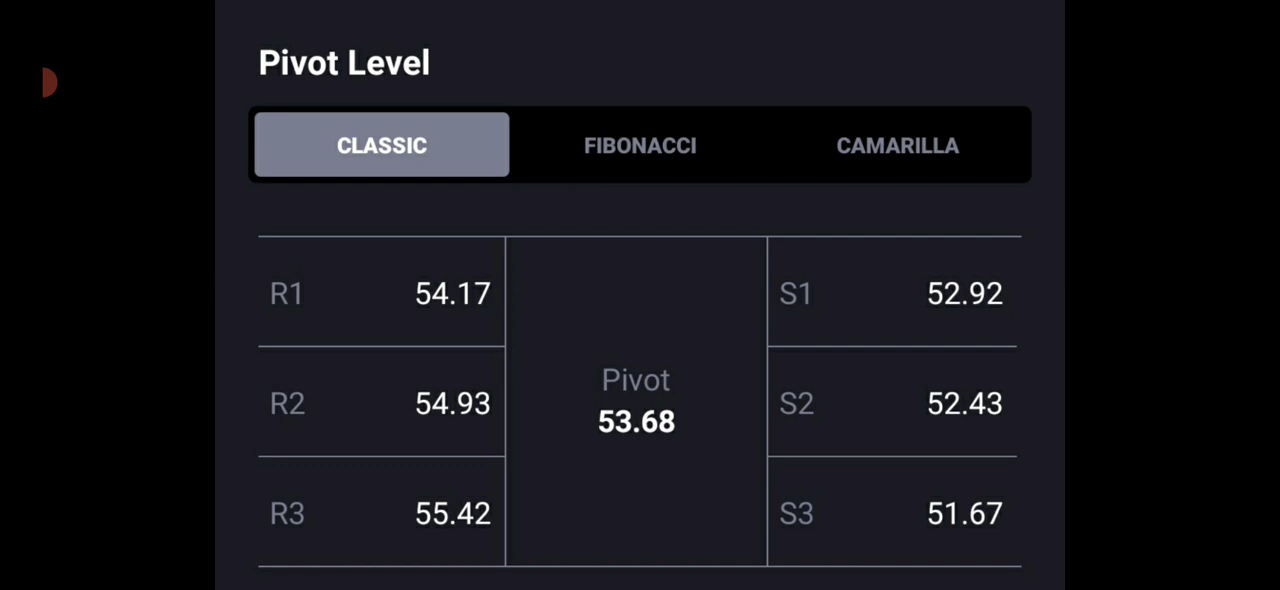 Pivot Level
CLASSIC FIBONACCI CAMARILLA
R1 54.17 S1 52.92
Pivot
R2 54.93 53.68 S2 52.43
R3 55.42 S3 51.67